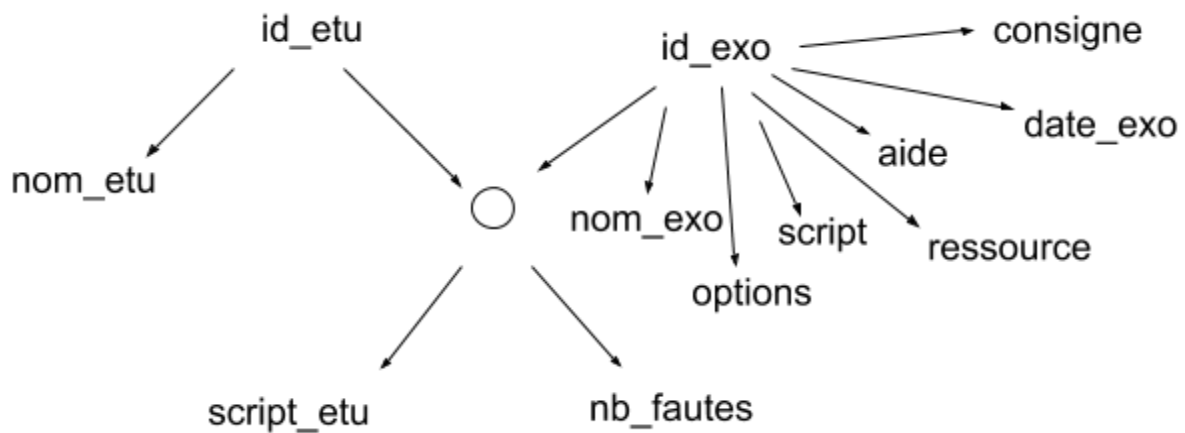 id_etu
id_exo
consigne
date_exo
aide
nom_etu
nom_exo
script
ressource
options
script_etu
nb_fautes